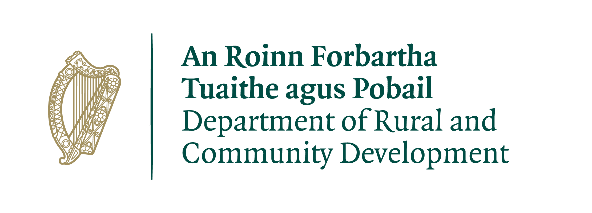 An Roinn Forbartha
Tuaithe agus Pobail
Department of Rural and
Community Development